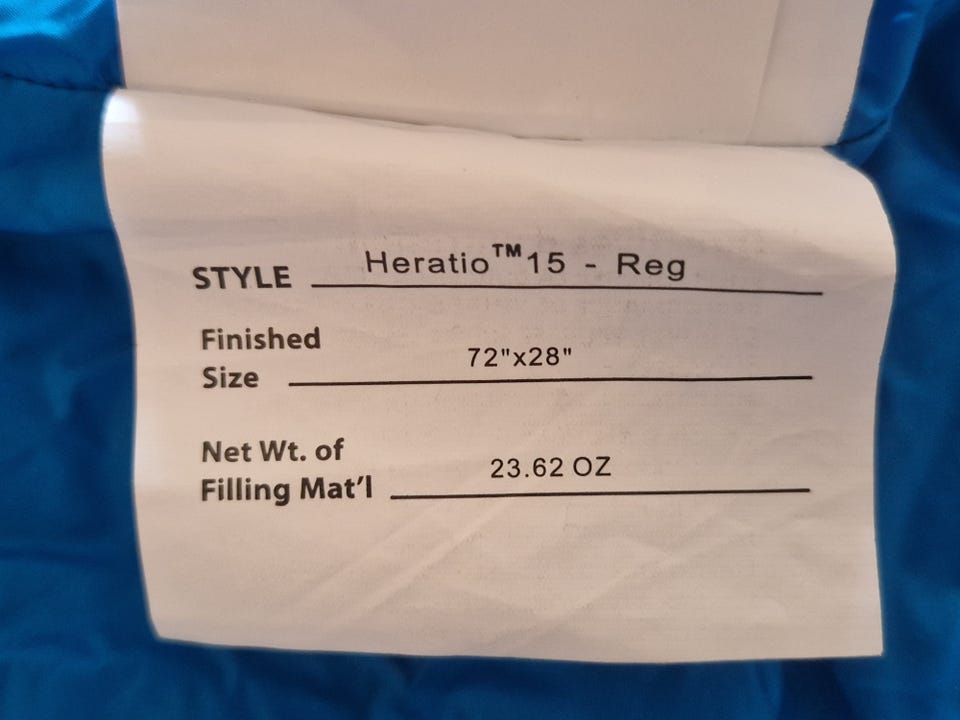 STYLE Heratio™15 - Reg
Finished
Size 72"x28"
Net Wt. of
Filling Mat'l 23.62 OZ